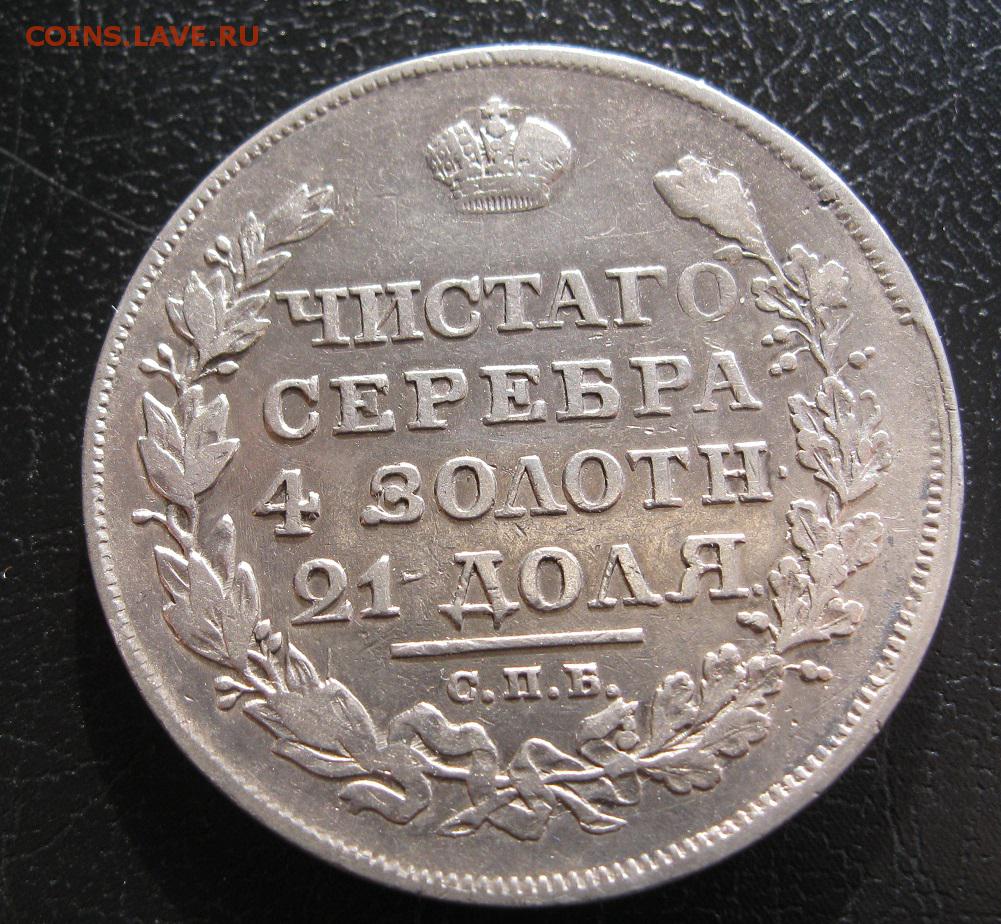 COINS.LAVE.RU
ЧИСТАГО
СЕРЕБРА
4 ЗОЛОТН.
21 ДОЛЯ.
С.П.Б.